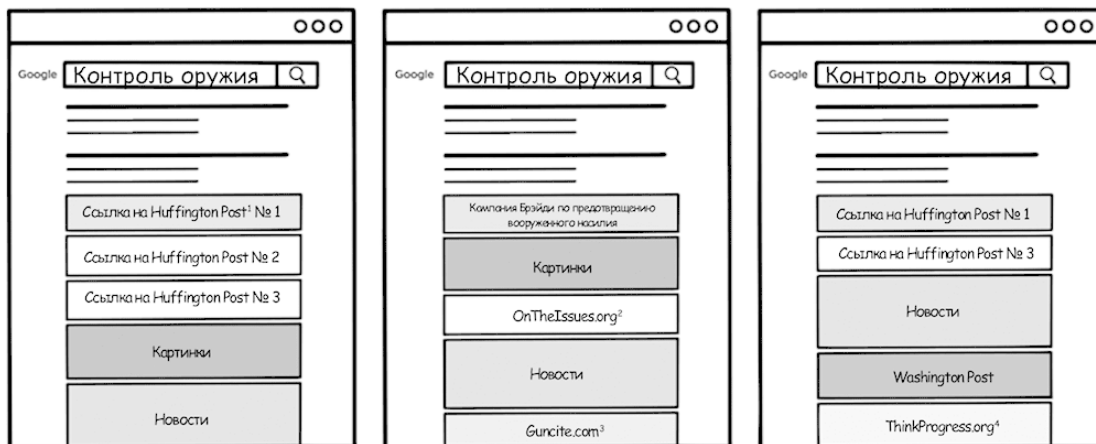 Google Контроль оружия
Ссылка на Huffington Post¹ № 1
Ссылка на Huffington Post № 2
Ссылка на Huffington Post № 3
Картинки
Новости
Google Контроль оружия
Кампания Брэйди по предотвращению
вооруженного насилия
Картинки
OnTheIssues.org²
Новости
Guncite.com³
Google Контроль оружия
Ссылка на Huffington Post № 1
Ссылка на Huffington Post № 3
Новости
Washington Post
ThinkProgress.org⁴